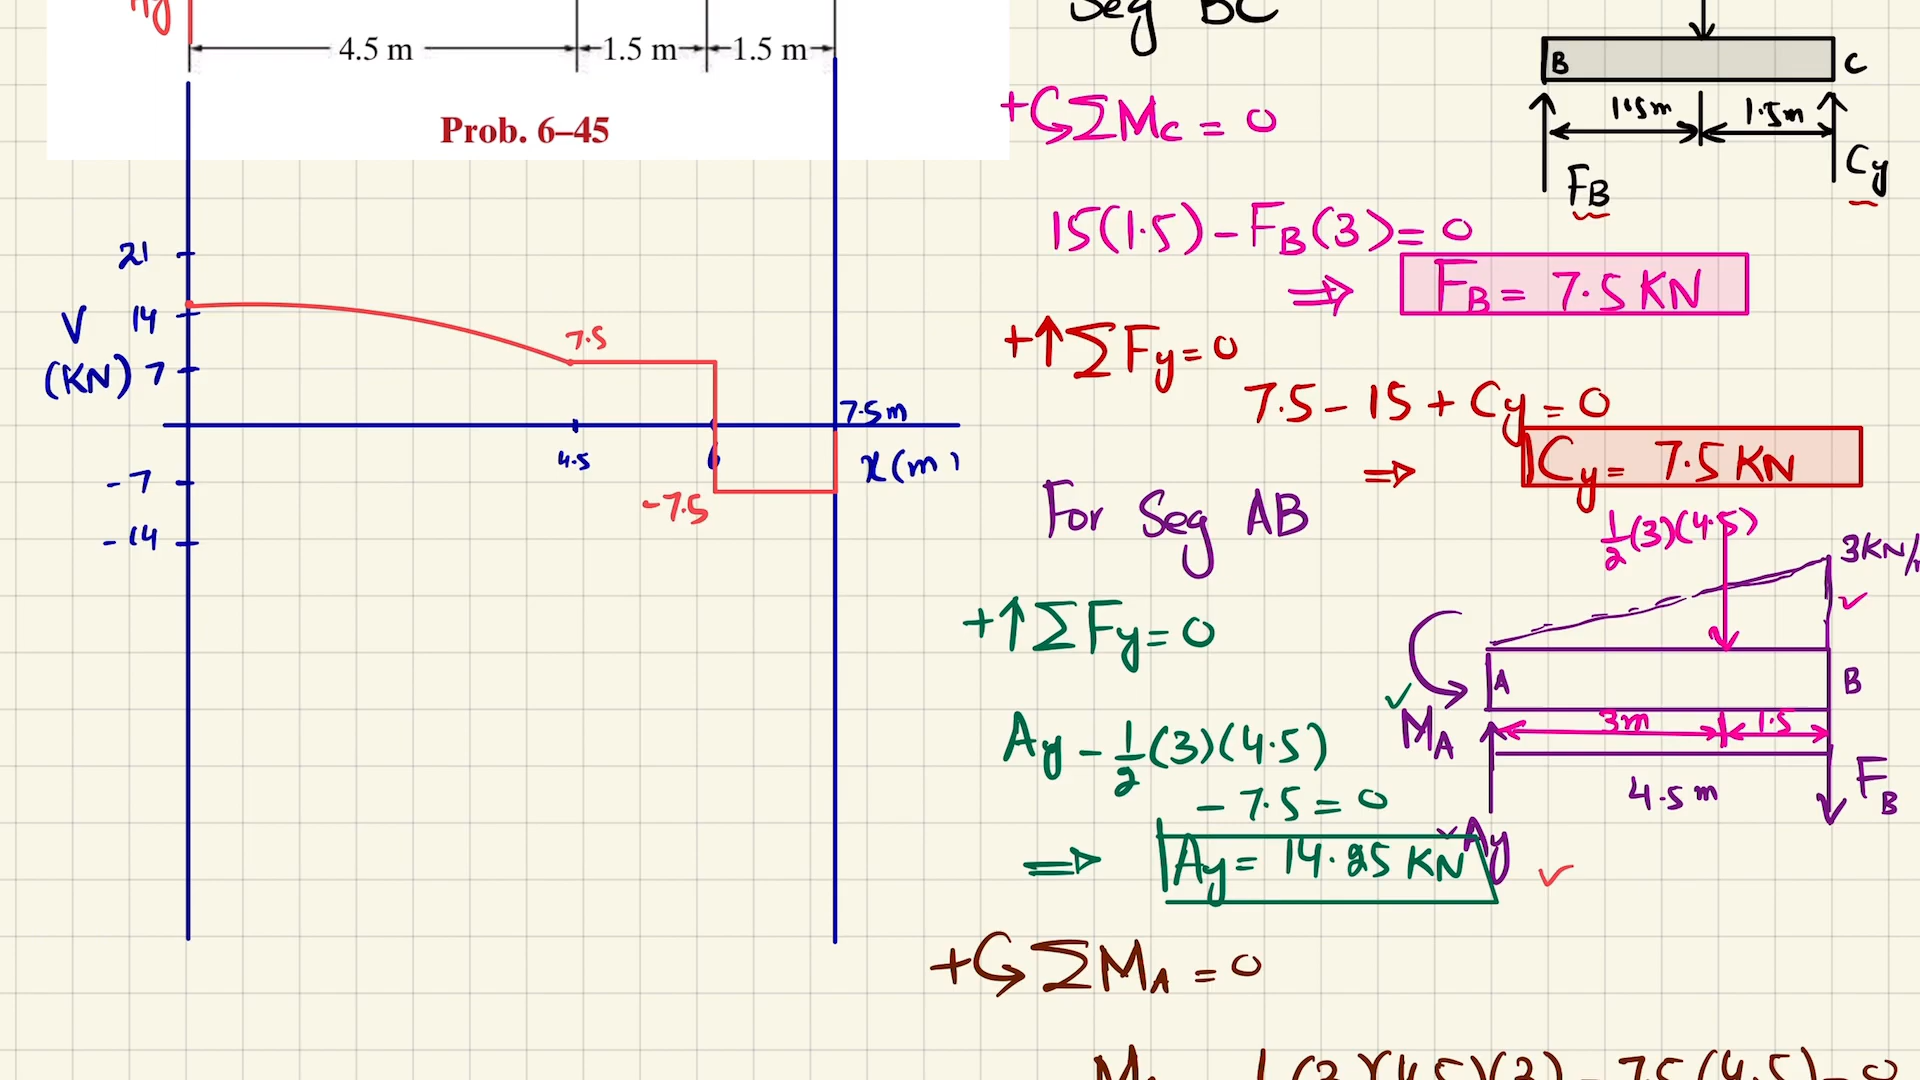 Ay
4.5 m 1.5 m 1.5 m
Prob. 6–45
21
14
V
(KN) 7
7.5
7.5m
4.5 6
x(m)
-7
-7.5
-14
Seg BC
B C
1.5m 1.5m
FB Cy
+ΣMc = 0
15(1.5) - FB(3) = 0
⇒ FB = 7.5 KN
+↑ΣFy = 0
7.5 - 15 + Cy = 0
⇒ Cy = 7.5 KN
For Seg AB
1/2(3)(4.5)
+↑ΣFy = 0
A B
MA
3m 1.5
4.5 m
FB
Ay
Ay - 1/2(3)(4.5)
- 7.5 = 0
⇒ Ay = 14.25 KN
+ΣMA = 0